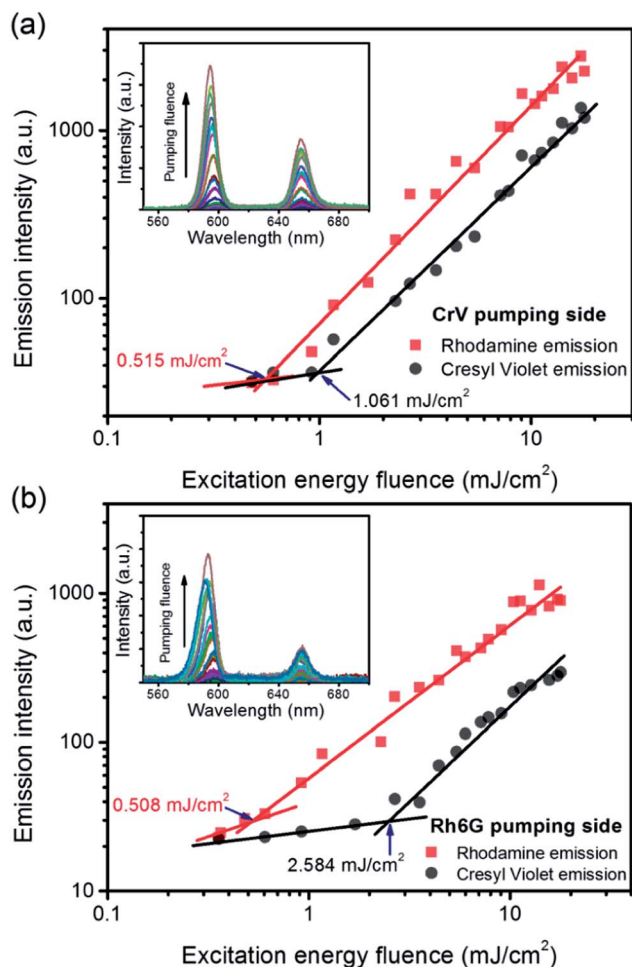 (a)
Emission intensity (a.u.)
1000
100
Intensity (a.u.)
Pumping fluence
560 600 640 680
Wavelength (nm)
CrV pumping side
Rhodamine emission
Cresyl Violet emission
0.515 mJ/cm²
1.061 mJ/cm²
0.1 1 10
Excitation energy fluence (mJ/cm²)
(b)
Emission intensity (a.u.)
1000
100
10
Intensity (a.u.)
Pumping fluence
560 600 640 680
Wavelength (nm)
0.508 mJ/cm²
2.584 mJ/cm²
Rh6G pumping side
Rhodamine emission
Cresyl Violet emission
0.1 1 10
Excitation energy fluence (mJ/cm²)